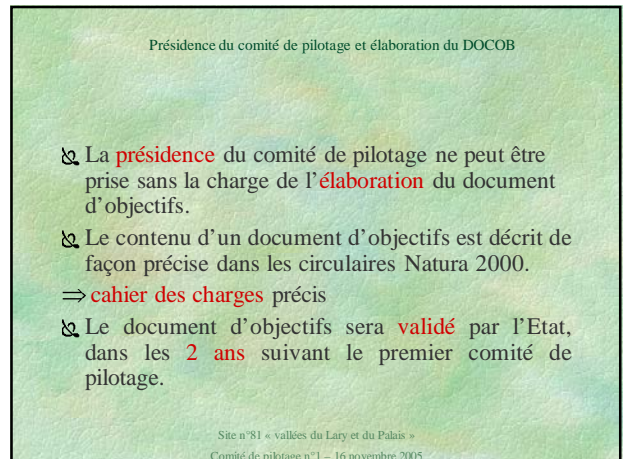 Présidence du comité de pilotage et élaboration du DOCOB
La présidence du comité de pilotage ne peut être
prise sans la charge de l’élaboration du document
d’objectifs.
Le contenu d’un document d’objectifs est décrit de
façon précise dans les circulaires Natura 2000.
⇒ cahier des charges précis
Le document d’objectifs sera validé par l’Etat,
dans les 2 ans suivant le premier comité de
pilotage.
Site n°81 « vallées du Lary et du Palais »
Comité de pilotage n°1 – 16 novembre 2005